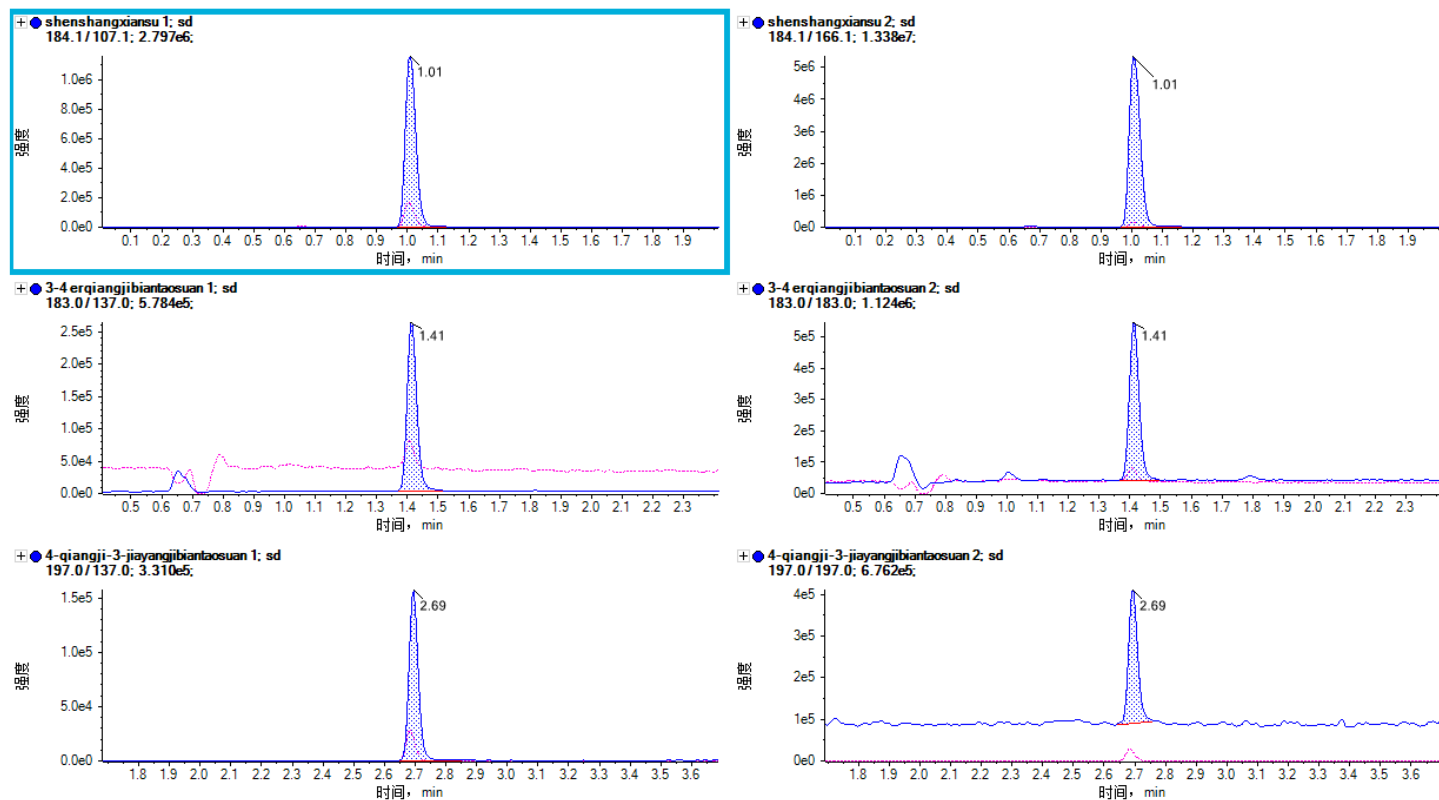 shenshangxiansu 1; sd
184.1 / 107.1; 2.797e6;
1.0e6
8.0e5
6.0e5
4.0e5
2.0e5
0.0e0
强度
1.01
0.1 0.2 0.3 0.4 0.5 0.6 0.7 0.8 0.9 1.0 1.1 1.2 1.3 1.4 1.5 1.6 1.7 1.8 1.9
时间, min
shenshangxiansu 2; sd
184.1 / 166.1; 1.338e7;
5e6
4e6
3e6
2e6
1e6
0e0
强度
1.01
0.1 0.2 0.3 0.4 0.5 0.6 0.7 0.8 0.9 1.0 1.1 1.2 1.3 1.4 1.5 1.6 1.7 1.8 1.9
时间, min
3-4 erqiangjibiantaosuan 1; sd
183.0 / 137.0; 5.784e5;
2.5e5
2.0e5
1.5e5
1.0e5
5.0e4
0.0e0
强度
1.41
0.5 0.6 0.7 0.8 0.9 1.0 1.1 1.2 1.3 1.4 1.5 1.6 1.7 1.8 1.9 2.0 2.1 2.2 2.3
时间, min
3-4 erqiangjibiantaosuan 2; sd
183.0 / 183.0; 1.124e6;
5e5
4e5
3e5
2e5
1e5
0e0
强度
1.41
0.5 0.6 0.7 0.8 0.9 1.0 1.1 1.2 1.3 1.4 1.5 1.6 1.7 1.8 1.9 2.0 2.1 2.2 2.3
时间, min
4-qiangji-3-jiayangjibiantaosuan 1; sd
197.0 / 137.0; 3.310e5;
1.5e5
1.0e5
5.0e4
0.0e0
强度
2.69
1.8 1.9 2.0 2.1 2.2 2.3 2.4 2.5 2.6 2.7 2.8 2.9 3.0 3.1 3.2 3.3 3.4 3.5 3.6
时间, min
4-qiangji-3-jiayangjibiantaosuan 2; sd
197.0 / 197.0; 6.762e5;
4e5
3e5
2e5
1e5
0e0
强度
2.69
1.8 1.9 2.0 2.1 2.2 2.3 2.4 2.5 2.6 2.7 2.8 2.9 3.0 3.1 3.2 3.3 3.4 3.5 3.6
时间, min